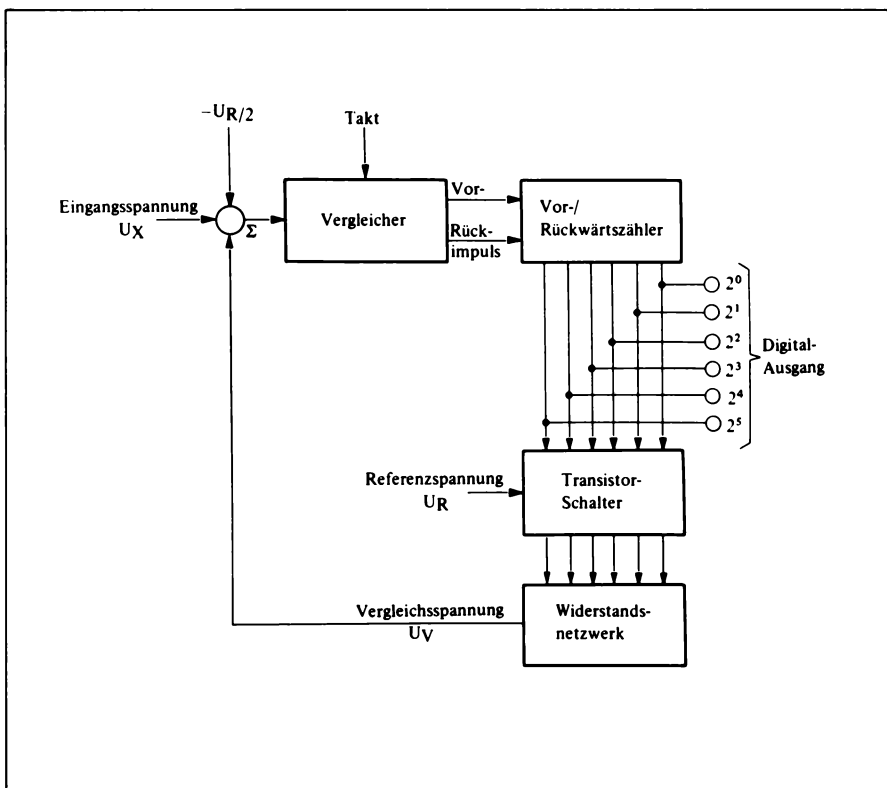 −UR/2
Takt
Eingangsspannung
UX
Σ
Vergleicher
Vor-
Rück-
impuls
Vor-/
Rückwärtszähler
2⁰
2¹
2²
2³
2⁴
2⁵
Digital-
Ausgang
Referenzspannung
UR
Transistor-
Schalter
Vergleichsspannung
UV
Widerstands-
netzwerk